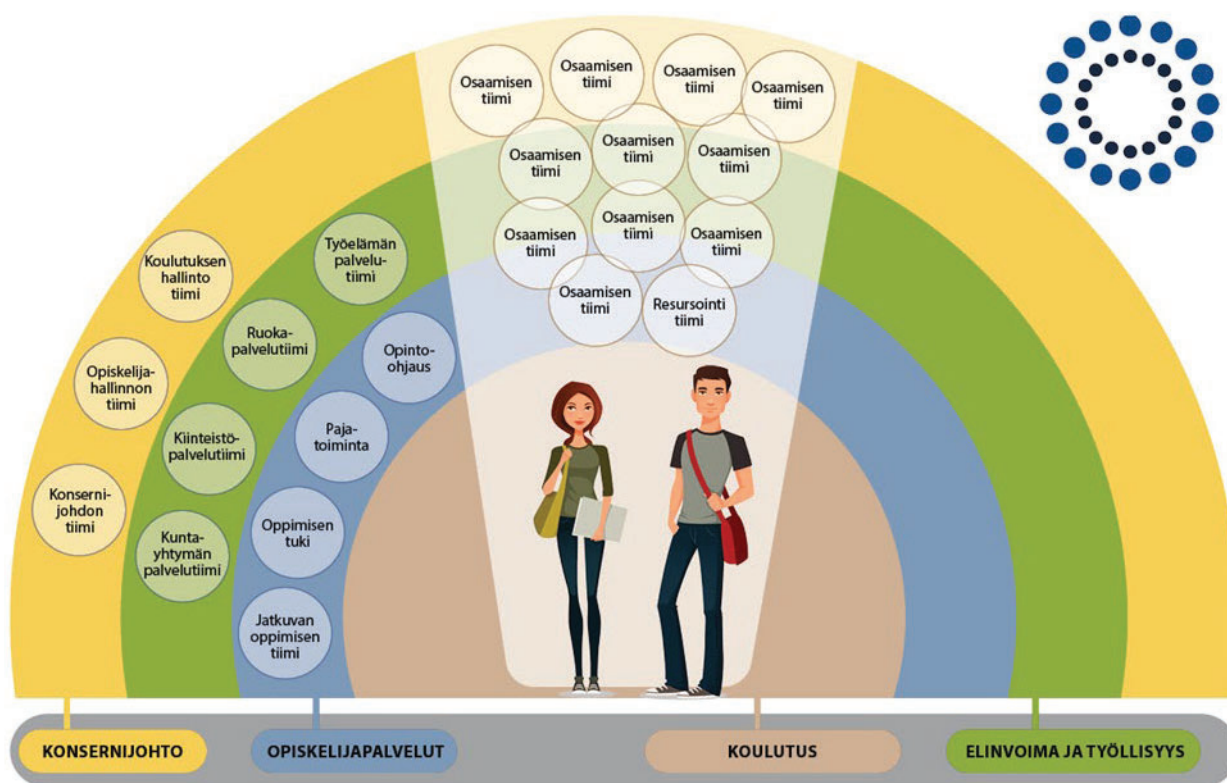 Osaamisen
tiimi
Osaamisen
tiimi
Osaamisen
tiimi
Osaamisen
tiimi
Osaamisen
tiimi
Osaamisen
tiimi
Osaamisen
tiimi
Osaamisen
tiimi
Osaamisen
tiimi
Osaamisen
tiimi
Osaamisen
tiimi
Resursointi
tiimi
Koulutuksen
hallinto
tiimi
Opiskelija-
hallinnon
tiimi
Konserni-
johdon
tiimi
Työelämän
palvelu-
tiimi
Ruoka-
palvelutiimi
Kiinteistö-
palvelutiimi
Kunta-
yhtymän
palvelutiimi
Opinto-
ohjaus
Paja-
toiminta
Oppimisen
tuki
Jatkuvan
oppimisen
tiimi
KONSERNIJOHTO
OPISKELIJAPALVELUT
KOULUTUS
ELINVOIMA JA TYÖLLISYYS